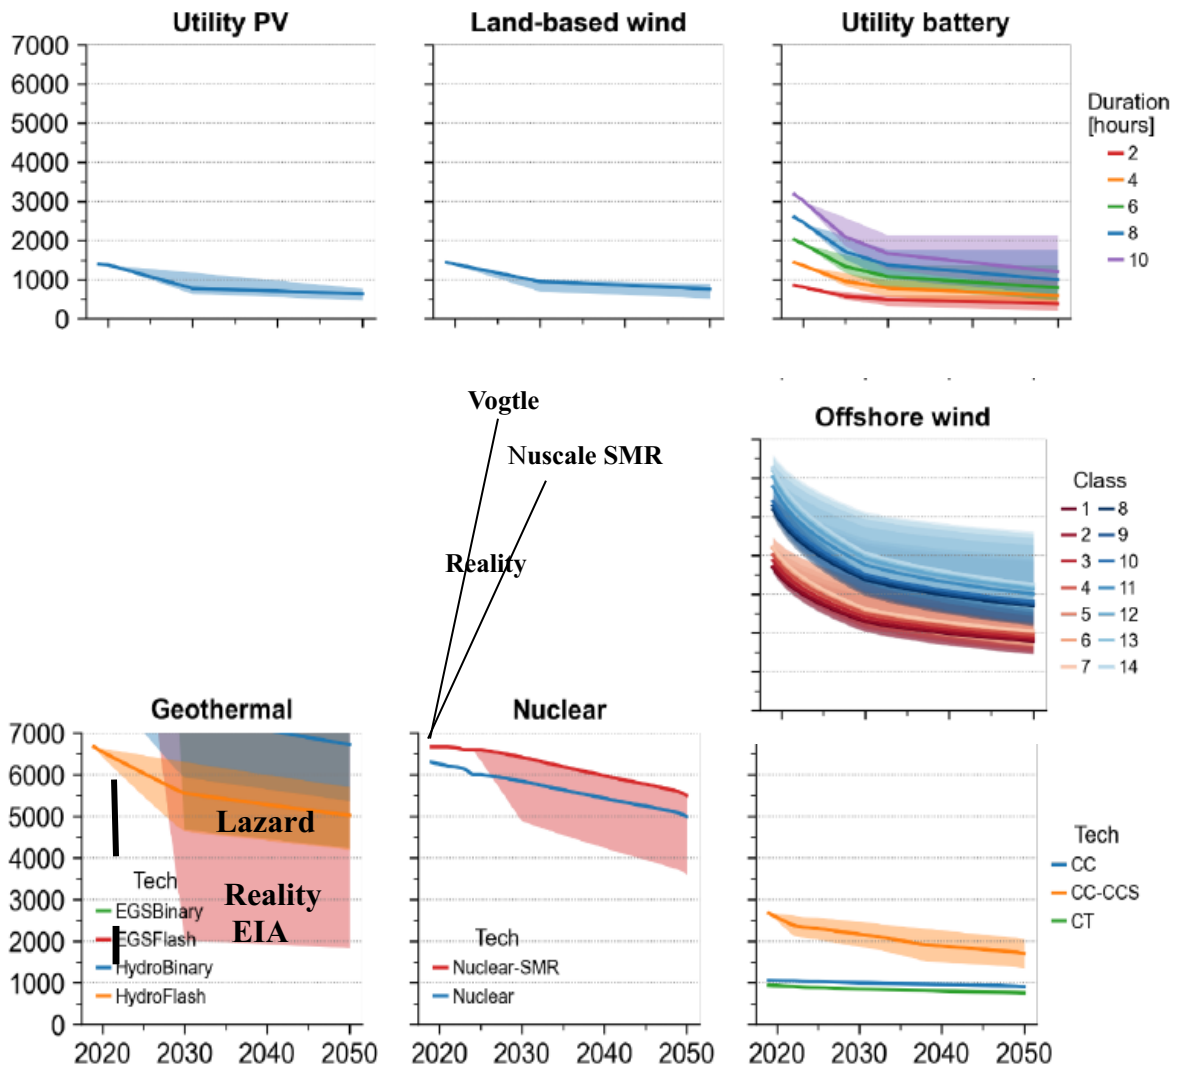 Utility PV
Land-based wind
Utility battery
7000
6000
5000
4000
3000
2000
1000
0
Duration
[hours]
2
4
6
8
10
Vogtle
Nuscale SMR
Reality
Offshore wind
Class
1 8
2 9
3 10
4 11
5 12
6 13
7 14
Geothermal
7000
6000
5000
4000
3000
2000
1000
0
Lazard
Reality
EIA
Tech
EGSBinary
EGSFlash
HydroBinary
HydroFlash
2020 2030 2040 2050
Nuclear
Tech
Nuclear-SMR
Nuclear
2020 2030 2040 2050
Tech
CC
CC-CCS
CT
2020 2030 2040 2050